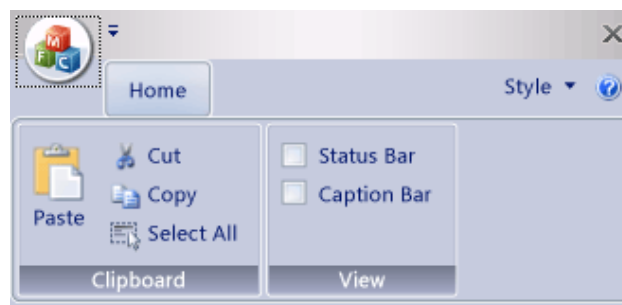 M
F C
Home
Style
Paste
Cut
Copy
Select All
Clipboard
Status Bar
Caption Bar
View